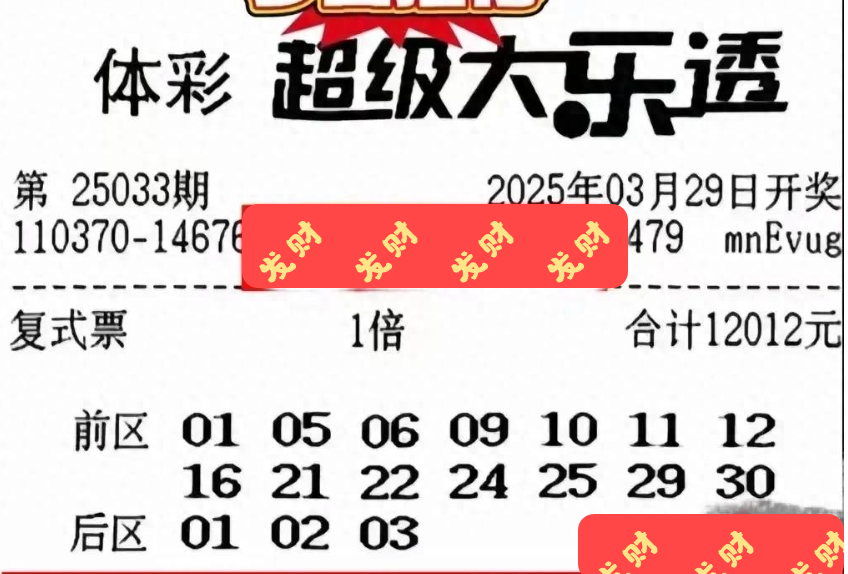 体彩 超级大乐透
第 25033期 2025年03月29日开奖
110370-14676 发财 发财 发财 发财 479 mnEvug
复式票 1倍 合计12012元
前区 01 05 06 09 10 11 12
16 21 22 24 25 29 30
后区 01 02 03
发财 发财 发财